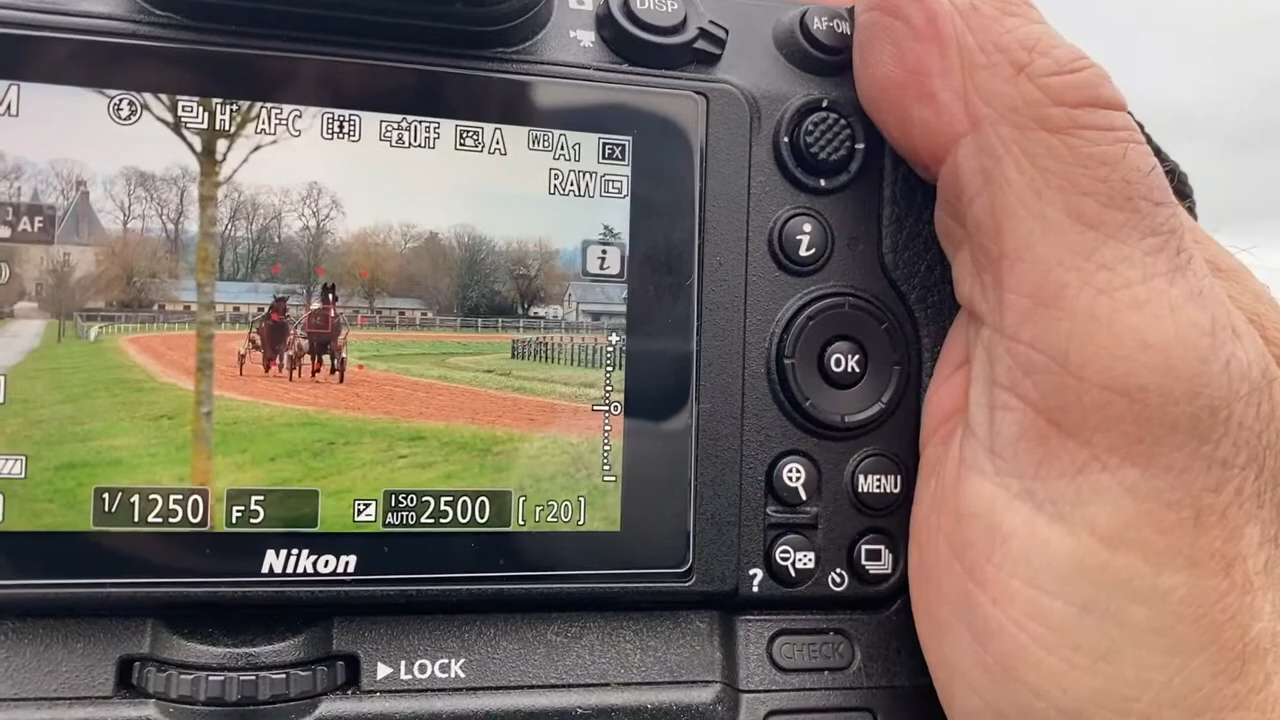 DISP
AF-ON
M
H+ AF-C
OFF
A
WB A1
FX
RAW L
AF
i
i
OK
1/1250
F5
ISO AUTO 2500
[r20]
Nikon
MENU
?
LOCK
CHECK